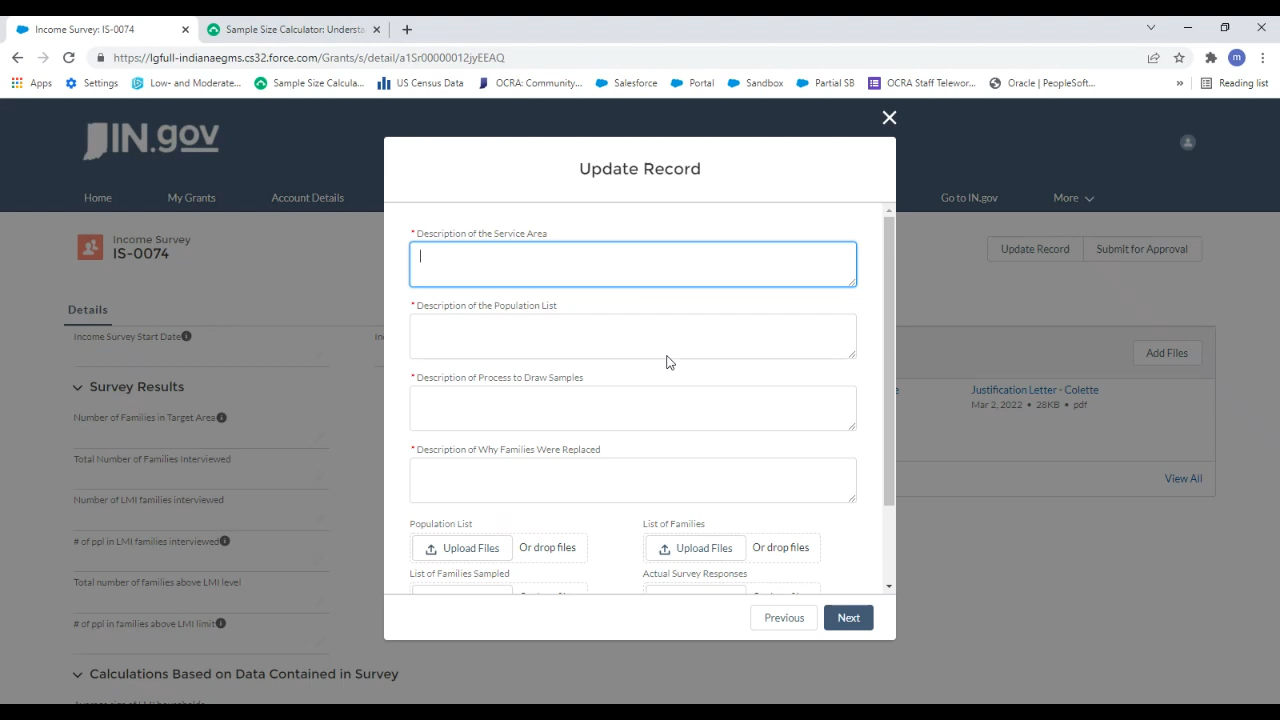 Income Survey: IS-0074
Sample Size Calculator: Understa
https://lgfull-indianaegms.cs32.force.com/Grants/s/detail/a1Sr00000012jyEEAQ
m
Apps
Settings
Low- and Moderate...
Sample Size Calcula...
US Census Data
OCRA: Community...
Salesforce
Portal
Sandbox
Partial SB
OCRA Staff Telewor...
Oracle | PeopleSoft...
»
Reading list
IN.gov
Home
My Grants
Account Details
Go to IN.gov
More
Update Record
* Description of the Service Area
* Description of the Population List
* Description of Process to Draw Samples
* Description of Why Families Were Replaced
Population List
List of Families
Upload Files
Or drop files
Upload Files
Or drop files
List of Families Sampled
Actual Survey Responses
Previous
Next
Income Survey
IS-0074
Update Record
Submit for Approval
Details
Income Survey Start Date
In
Survey Results
Number of Families in Target Area
Total Number of Families Interviewed
Number of LMI families interviewed
# of ppl in LMI families interviewed
Total number of families above LMI level
# of ppl in families above LMI limit
Calculations Based on Data Contained in Survey
Average size of LMI households
Add Files
e
Justification Letter - Colette
Mar 2, 2022 • 28KB • pdf
View All